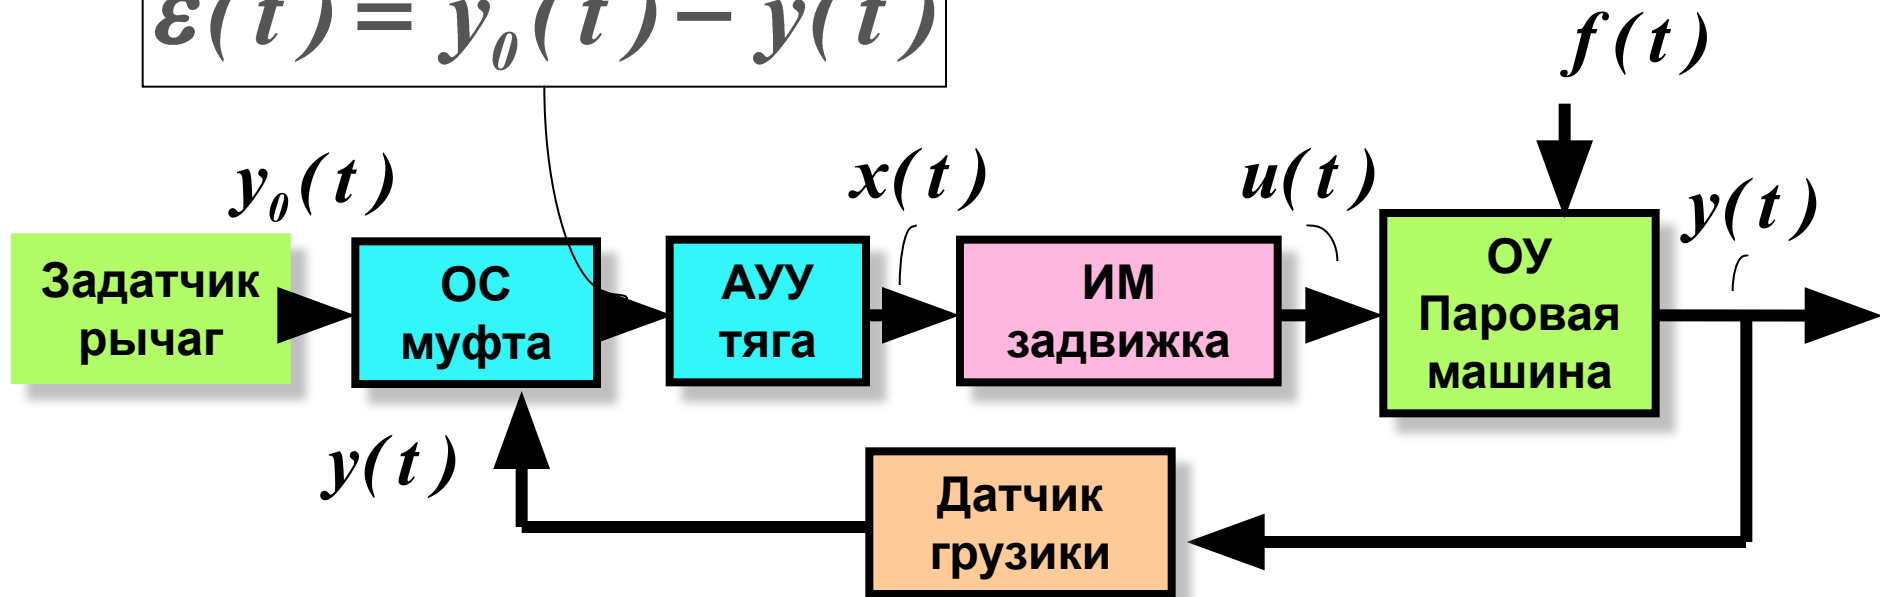 ε(t) = y₀(t) − y(t)
f(t)
y₀(t)
x(t)
u(t)
y(t)
Задатчик
рычаг
ОС
муфта
АУУ
тяга
ИМ
задвижка
ОУ
Паровая
машина
y(t)
Датчик
грузики